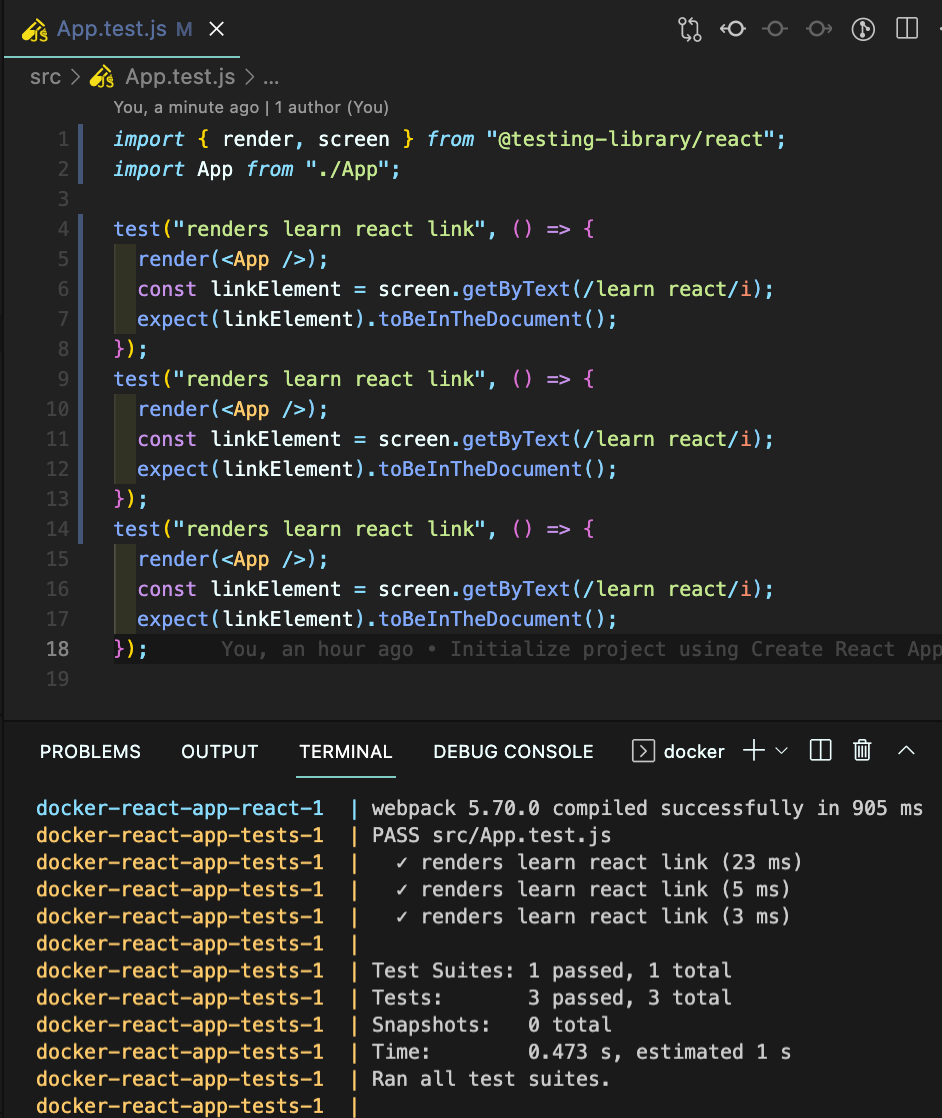 App.test.js M
src > App.test.js > ...
You, a minute ago | 1 author (You)
1 import { render, screen } from "@testing-library/react";
2 import App from "./App";
3
4 test("renders learn react link", () => {
5 render(<App />);
6 const linkElement = screen.getByText(/learn react/i);
7 expect(linkElement).toBeInTheDocument();
8 });
9 test("renders learn react link", () => {
10 render(<App />);
11 const linkElement = screen.getByText(/learn react/i);
12 expect(linkElement).toBeInTheDocument();
13 });
14 test("renders learn react link", () => {
15 render(<App />);
16 const linkElement = screen.getByText(/learn react/i);
17 expect(linkElement).toBeInTheDocument();
18 }); You, an hour ago • Initialize project using Create React App
19
PROBLEMS OUTPUT TERMINAL DEBUG CONSOLE docker
docker-react-app-react-1 | webpack 5.70.0 compiled successfully in 905 ms
docker-react-app-tests-1 | PASS src/App.test.js
docker-react-app-tests-1 | ✓ renders learn react link (23 ms)
docker-react-app-tests-1 | ✓ renders learn react link (5 ms)
docker-react-app-tests-1 | ✓ renders learn react link (3 ms)
docker-react-app-tests-1 |
docker-react-app-tests-1 | Test Suites: 1 passed, 1 total
docker-react-app-tests-1 | Tests: 3 passed, 3 total
docker-react-app-tests-1 | Snapshots: 0 total
docker-react-app-tests-1 | Time: 0.473 s, estimated 1 s
docker-react-app-tests-1 | Ran all test suites.
docker-react-app-tests-1 |